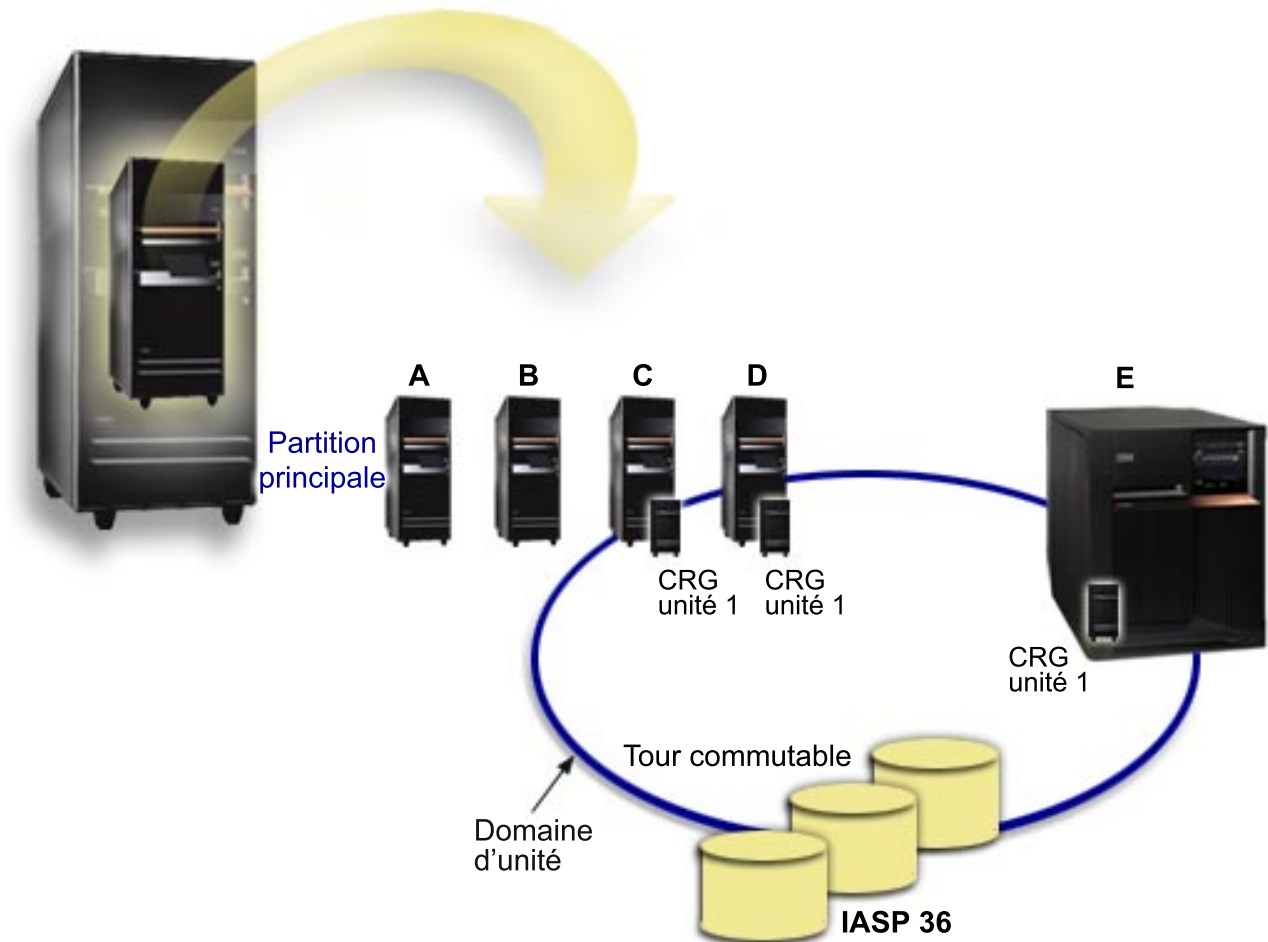 A
B
C
D
E
Partition
principale
CRG
unité 1
CRG
unité 1
CRG
unité 1
Tour commutable
Domaine
d'unité
IASP 36